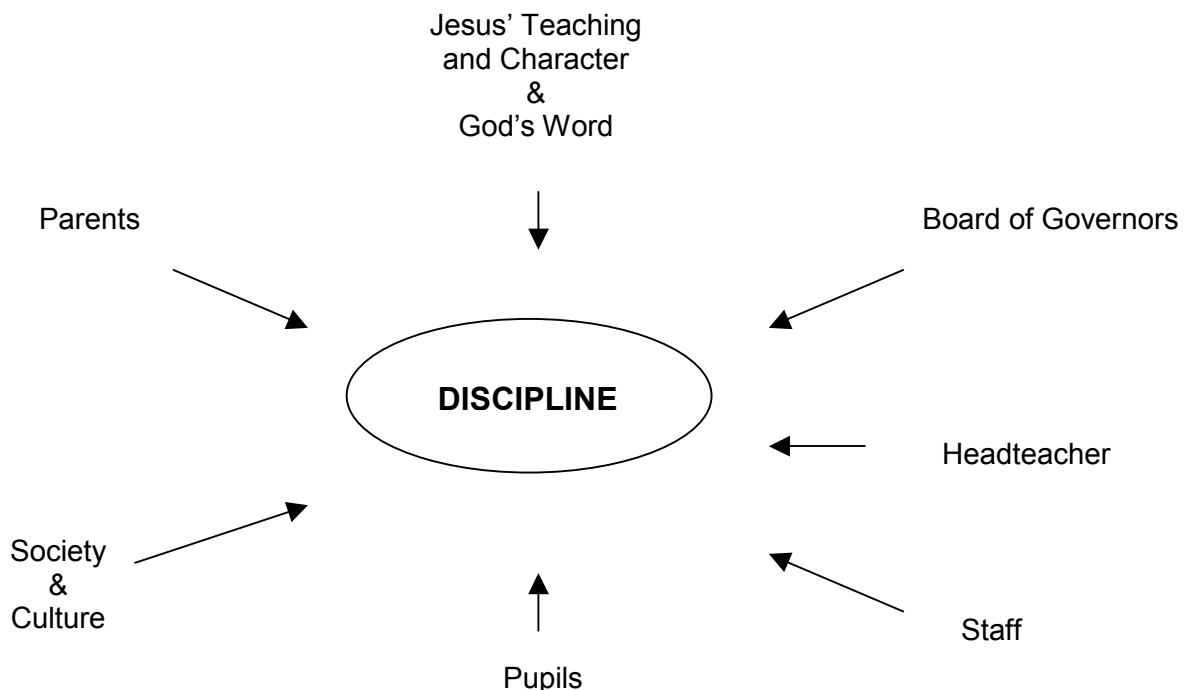 Jesus’ Teaching
and Character
&
God’s Word
Parents
Board of Governors
DISCIPLINE
Headteacher
Society
&
Culture
Staff
Pupils